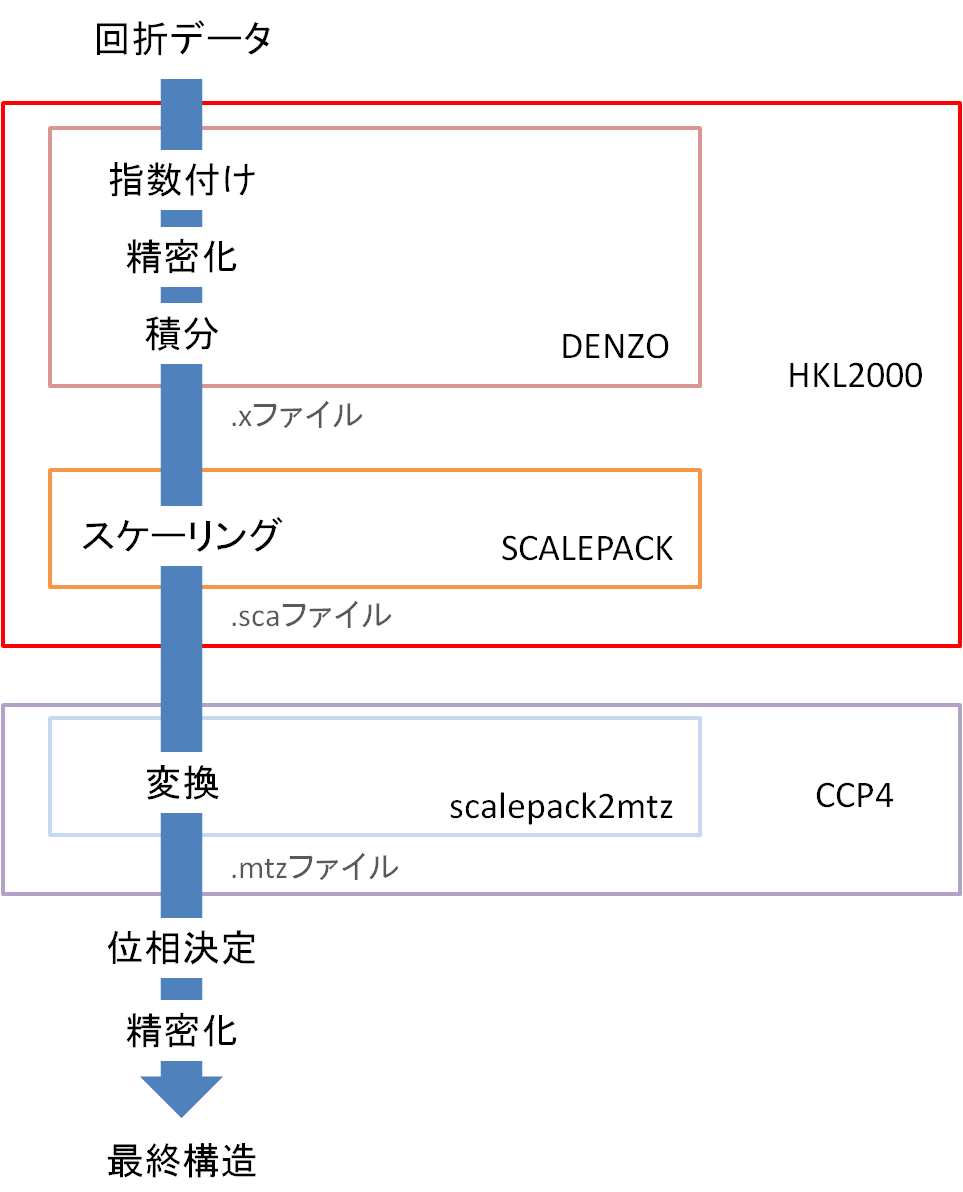 回折データ
指数付け
精密化
積分
DENZO
HKL2000
.xファイル
スケーリング
SCALEPACK
.scaファイル
変換
scalepack2mtz
CCP4
.mtzファイル
位相決定
精密化
最終構造